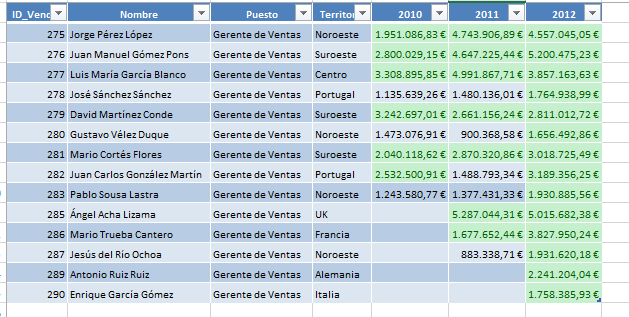 ID_Vend Nombre Puesto Territor 2010 2011 2012
275 Jorge Pérez López Gerente de Ventas Noroeste 1.951.086,83 € 4.743.906,89 € 4.557.045,05 €
276 Juan Manuel Gómez Pons Gerente de Ventas Suroeste 2.800.029,15 € 4.647.225,44 € 5.200.475,23 €
277 Luis María García Blanco Gerente de Ventas Centro 3.308.895,85 € 4.991.867,71 € 3.857.163,63 €
278 José Sánchez Sánchez Gerente de Ventas Portugal 1.135.639,26 € 1.480.136,01 € 1.764.938,99 €
279 David Martínez Conde Gerente de Ventas Suroeste 3.242.697,01 € 2.661.156,24 € 2.811.012,72 €
280 Gustavo Vélez Duque Gerente de Ventas Noroeste 1.473.076,91 € 900.368,58 € 1.656.492,86 €
281 Mario Cortés Flores Gerente de Ventas Suroeste 2.040.118,62 € 2.870.320,86 € 3.018.725,49 €
282 Juan Carlos González Martín Gerente de Ventas Portugal 2.532.500,91 € 1.488.793,34 € 3.189.356,25 €
283 Pablo Sousa Lastra Gerente de Ventas Noroeste 1.243.580,77 € 1.377.431,33 € 1.930.885,56 €
285 Ángel Acha Lizama Gerente de Ventas UK 5.287.044,31 € 5.015.682,38 €
286 Mario Trueba Cantero Gerente de Ventas Francia 1.677.652,44 € 3.827.950,24 €
287 Jesús del Río Ochoa Gerente de Ventas Noroeste 883.338,71 € 1.931.620,18 €
289 Antonio Ruiz Ruiz Gerente de Ventas Alemania 2.241.204,04 €
290 Enrique García Gómez Gerente de Ventas Italia 1.758.385,93 €